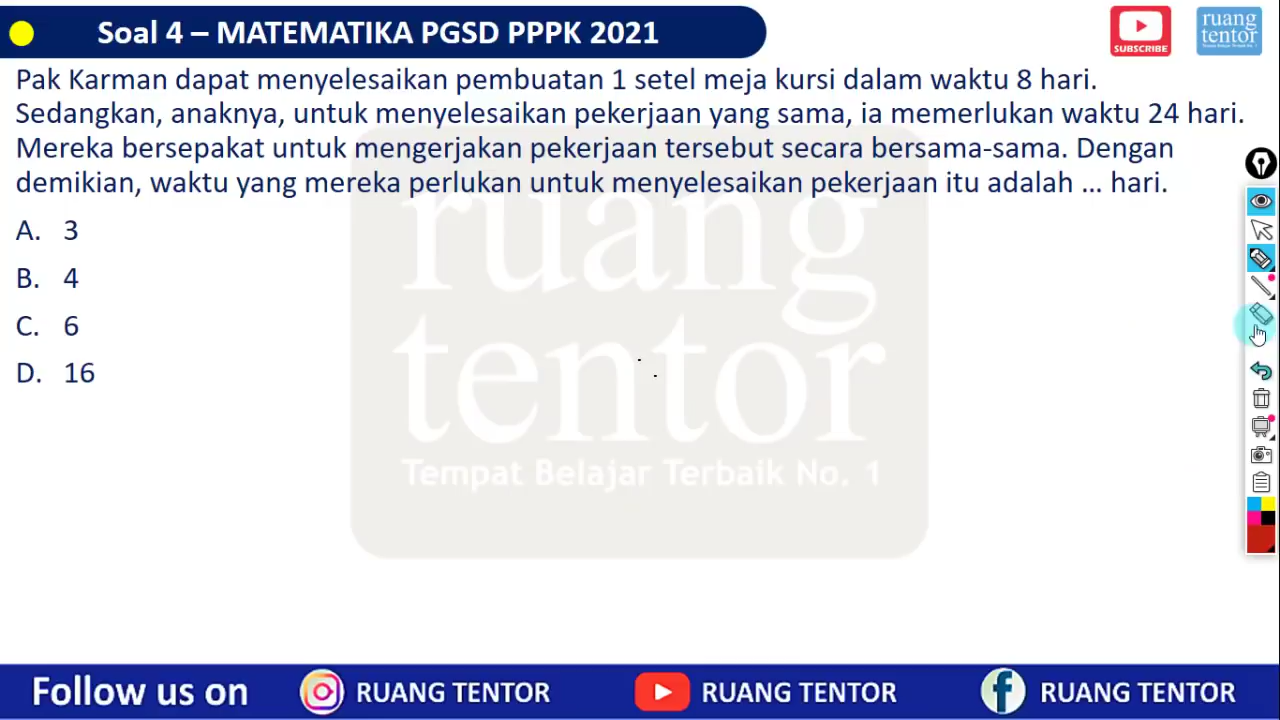 Soal 4 – MATEMATIKA PGSD PPPK 2021
SUBSCRIBE
ruang
tentor
Pak Karman dapat menyelesaikan pembuatan 1 setel meja kursi dalam waktu 8 hari.
Sedangkan, anaknya, untuk menyelesaikan pekerjaan yang sama, ia memerlukan waktu 24 hari.
Mereka bersepakat untuk mengerjakan pekerjaan tersebut secara bersama-sama. Dengan
demikian, waktu yang mereka perlukan untuk menyelesaikan pekerjaan itu adalah ... hari.
A. 3
B. 4
C. 6
D. 16
ruang
tentor
Tempat Belajar Terbaik No. 1
Follow us on RUANG TENTOR RUANG TENTOR RUANG TENTOR